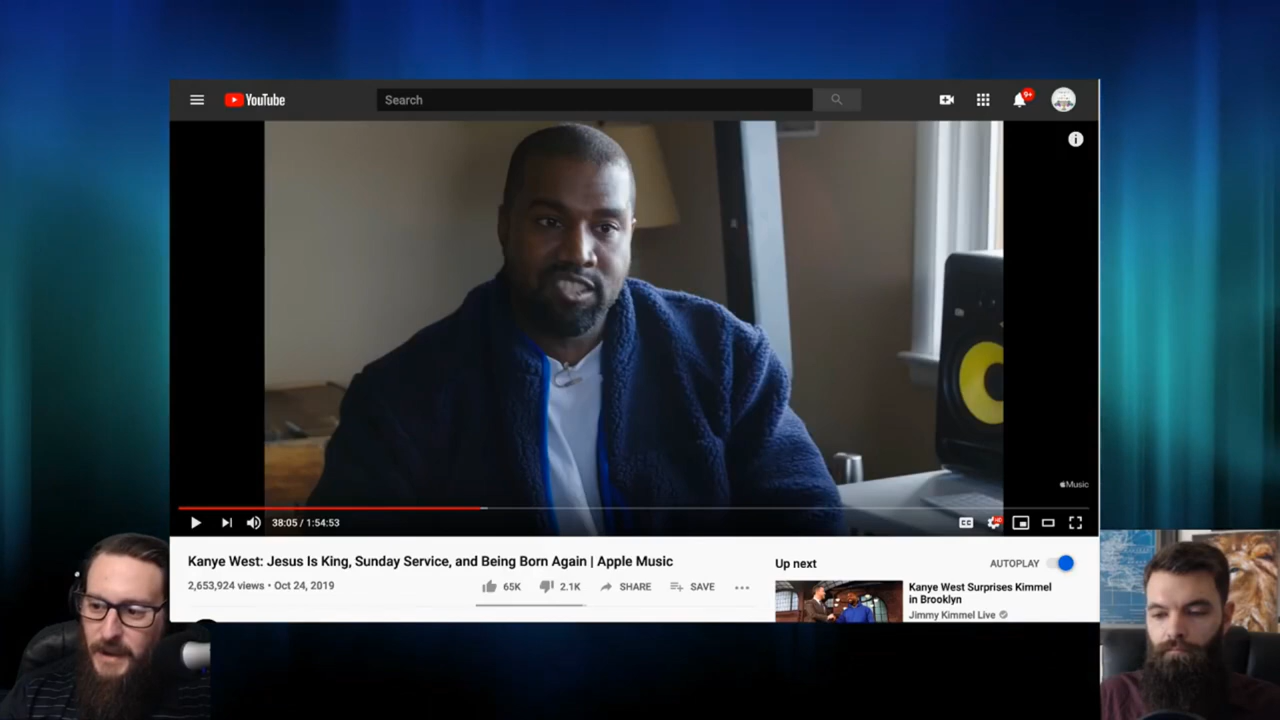 YouTube
Search
9+
Music
38:05 / 1:54:53
CC
HD
Kanye West: Jesus Is King, Sunday Service, and Being Born Again | Apple Music
2,653,924 views • Oct 24, 2019
65K
2.1K
SHARE
SAVE
Up next
AUTOPLAY
Kanye West Surprises Kimmel
in Brooklyn
Jimmy Kimmel Live